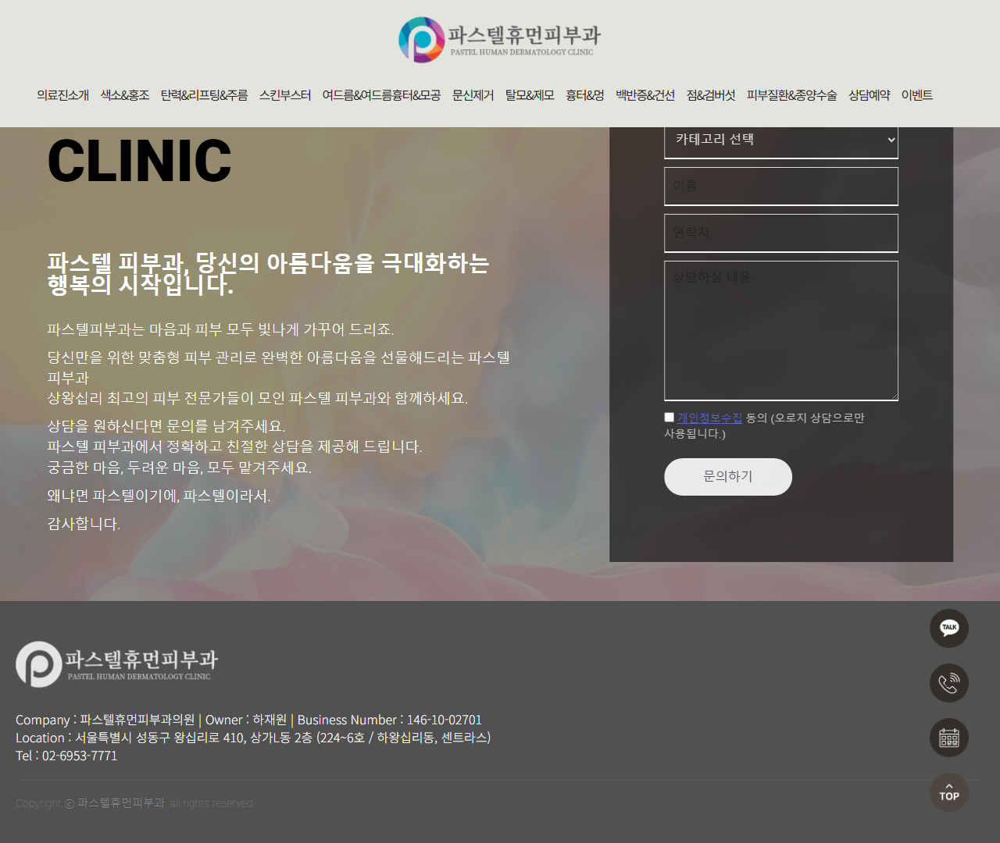 파스텔휴먼피부과
PASTEL HUMAN DERMATOLOGY CLINIC
의료진소개 색소&홍조 탄력&리프팅&주름 스킨부스터 여드름&여드름흉터&모공 문신제거 탈모&제모 흉터&멍 백반증&건선 점&검버섯 피부질환&종양수술 상담예약 이벤트
CLINIC
파스텔 피부과, 당신의 아름다움을 극대화하는
행복의 시작입니다.
파스텔피부과는 마음과 피부 모두 빛나게 가꾸어 드리죠.
당신만을 위한 맞춤형 피부 관리로 완벽한 아름다움을 선물해드리는 파스텔
피부과
상왕십리 최고의 피부 전문가들이 모인 파스텔 피부과와 함께하세요.
상담을 원하신다면 문의를 남겨주세요.
파스텔 피부과에서 정확하고 친절한 상담을 제공해 드립니다.
궁금한 마음, 두려운 마음, 모두 맡겨주세요.
왜냐면 파스텔이기에, 파스텔이라서.
감사합니다.
카테고리 선택
이름
연락처
상담하실 내용
개인정보수집 동의 (오로지 상담으로만
사용됩니다.)
문의하기
TALK
TOP
파스텔휴먼피부과
PASTEL HUMAN DERMATOLOGY CLINIC
Company : 파스텔휴먼피부과의원 | Owner : 하재원 | Business Number : 146-10-02701
Location : 서울특별시 성동구 왕십리로 410, 상가L동 2층 (224~6호 / 하왕십리동, 센트라스)
Tel : 02-6953-7771
Copyright ⓒ 파스텔휴먼피부과. all rights reserved.